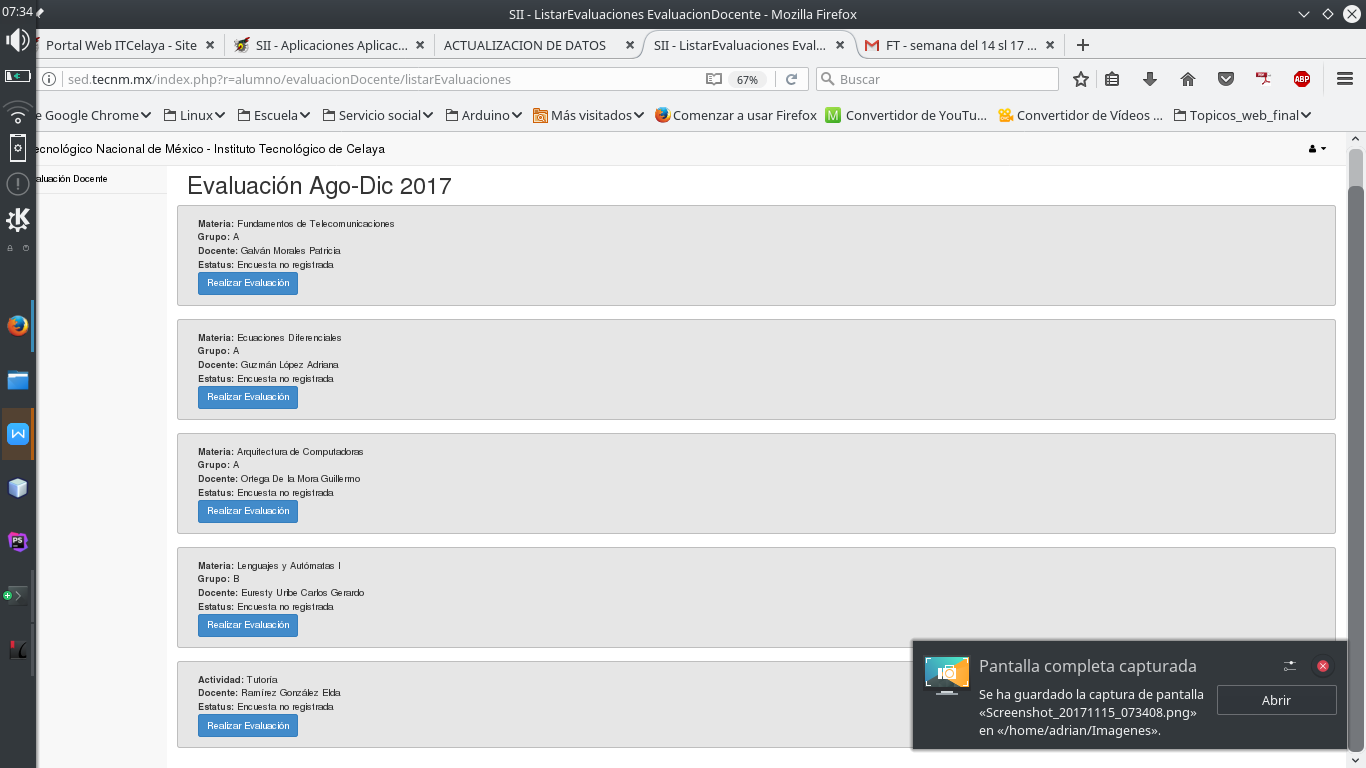 07:34
SII - ListarEvaluaciones EvaluacionDocente - Mozilla Firefox
Portal Web ITCelaya - Site
SII - Aplicaciones Aplicac...
ACTUALIZACION DE DATOS
SII - ListarEvaluaciones Eval...
FT - semana del 14 sl 17 ...
sed.tecnm.mx/index.php?r=alumno/evaluacionDocente/listarEvaluaciones
67%
Buscar
ABP
e Google Chrome
Linux
Escuela
Servicio social
Arduino
Más visitados
Comenzar a usar Firefox
M Convertidor de YouTu...
Convertidor de Vídeos ...
Topicos_web_final
ecnológico Nacional de México - Instituto Tecnológico de Celaya
aluación Docente
Evaluación Ago-Dic 2017
Materia: Fundamentos de Telecomunicaciones
Grupo: A
Docente: Galván Morales Patricia
Estatus: Encuesta no registrada
Realizar Evaluación
Materia: Ecuaciones Diferenciales
Grupo: A
Docente: Guzmán López Adriana
Estatus: Encuesta no registrada
Realizar Evaluación
Materia: Arquitectura de Computadoras
Grupo: A
Docente: Ortega De la Mora Guillermo
Estatus: Encuesta no registrada
Realizar Evaluación
Materia: Lenguajes y Autómatas I
Grupo: B
Docente: Euresty Uribe Carlos Gerardo
Estatus: Encuesta no registrada
Realizar Evaluación
Actividad: Tutoría
Docente: Ramírez González Elda
Estatus: Encuesta no registrada
Realizar Evaluación
PS
Pantalla completa capturada
Se ha guardado la captura de pantalla
«Screenshot_20171115_073408.png»
en «/home/adrian/Imagenes».
Abrir